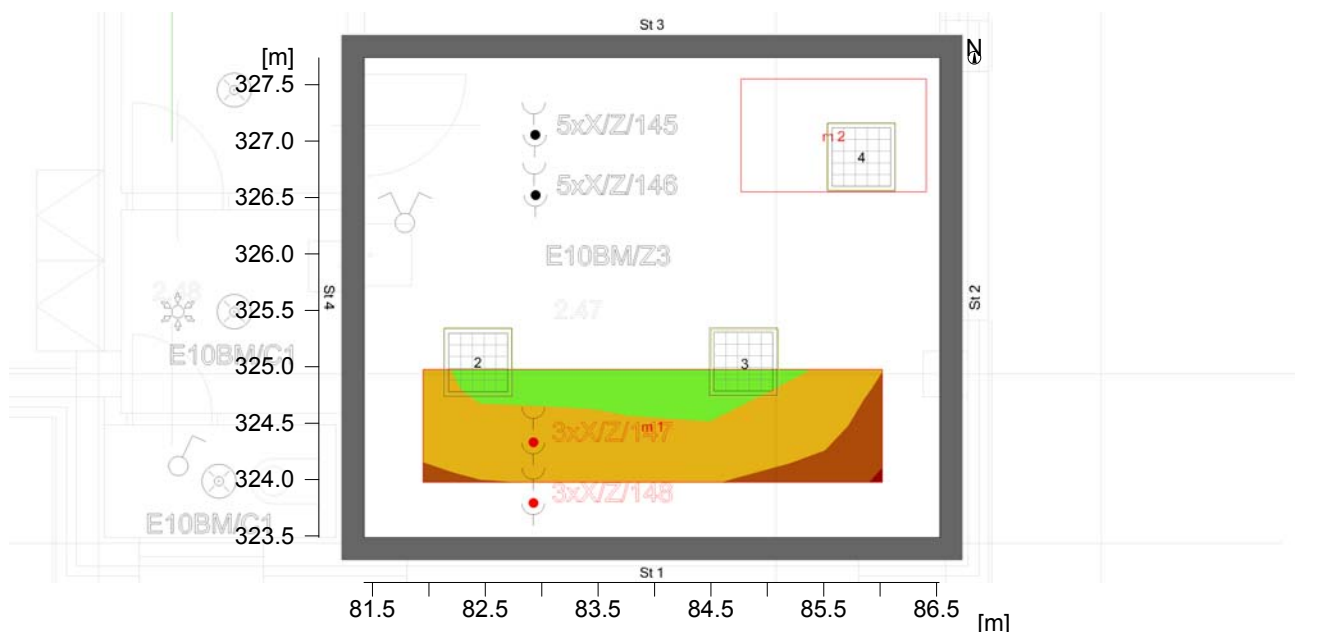 St 3
N
[m]
327.5
5xX/Z/145
327.0
m 2
4
326.5
5xX/Z/146
326.0
E10BM/Z3
2.48
325.5
2.47
St 4
St 2
E10BM/C1
325.0
2
3
324.5
m 1
3xX/Z/147
324.0
3xX/Z/148
E10BM/C1
323.5
St 1
81.5 82.5 83.5 84.5 85.5 86.5
[m]